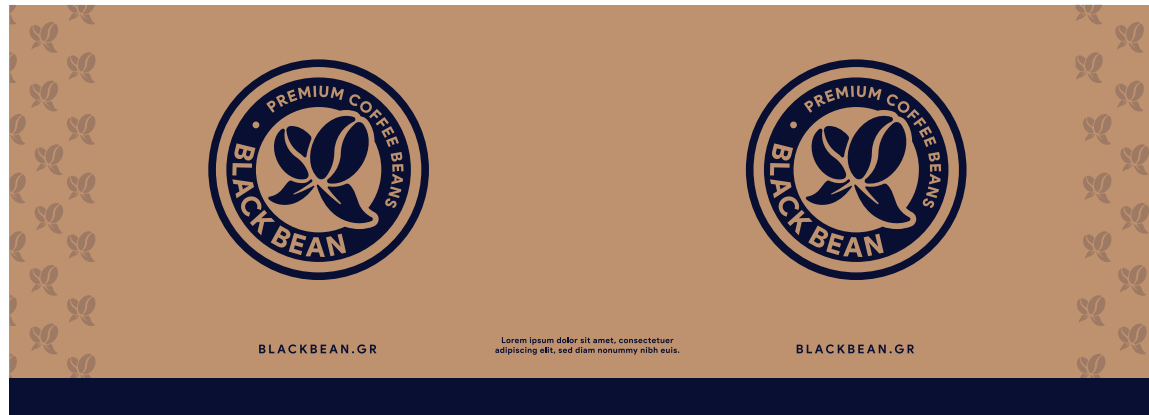 PREMIUM COFFEE BEANS
BLACK BEAN
BLACKBEAN.GR
Lorem ipsum dolor sit amet, consectetuer
adipiscing elit, sed diam nonummy nibh euis.
PREMIUM COFFEE BEANS
BLACK BEAN
BLACKBEAN.GR